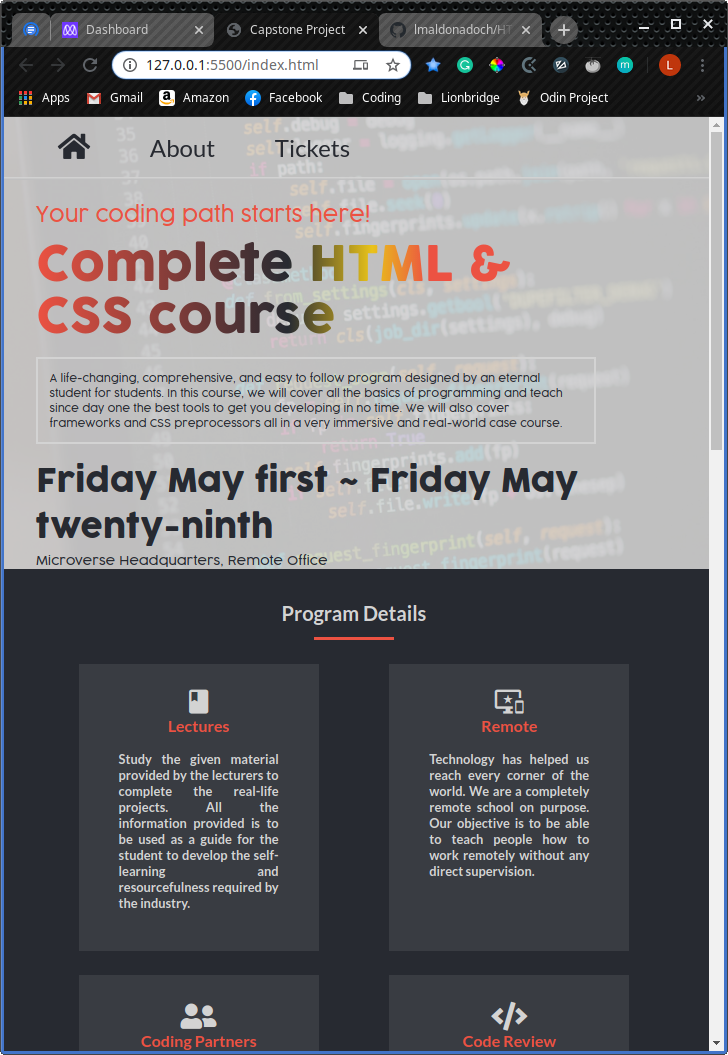 Dashboard
Capstone Project
lmaldonadoch/HT
127.0.0.1:5500/index.html
L
Apps
Gmail
Amazon
Facebook
Coding
Lionbridge
Odin Project
»
About
Tickets
Your coding path starts here!
Complete HTML &
CSS course
A life-changing, comprehensive, and easy to follow program designed by an eternal
student for students. In this course, we will cover all the basics of programming and teach
since day one the best tools to get you developing in no time. We will also cover
frameworks and CSS preprocessors all in a very immersive and real-world case course.
Friday May first ~ Friday May
twenty-ninth
Microverse Headquarters, Remote Office
Program Details
Lectures
Study the given material
provided by the lecturers to
complete the real-life
projects. All the
information provided is to
be used as a guide for the
student to develop the self-
learning and
resourcefulness required by
the industry.
Remote
Technology has helped us
reach every corner of the
world. We are a completely
remote school on purpose.
Our objective is to be able
to teach people how to
work remotely without any
direct supervision.
Coding Partners
Code Review